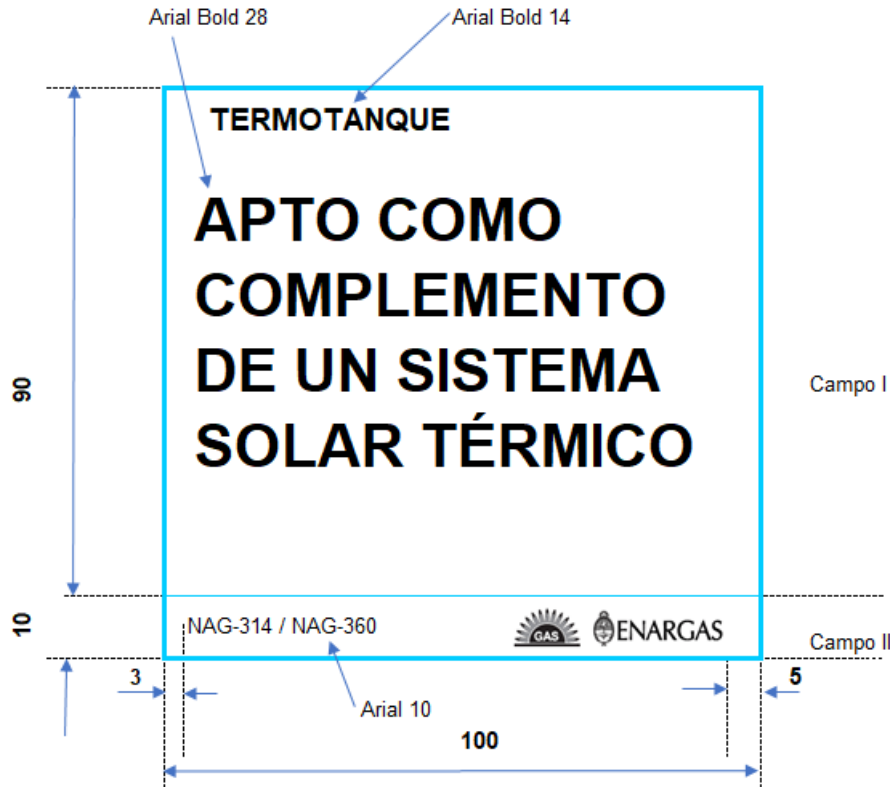 Arial Bold 28 Arial Bold 14
TERMOTANQUE
APTO COMO
COMPLEMENTO
DE UN SISTEMA
SOLAR TÉRMICO
90
Campo I
10
NAG-314 / NAG-360 GAS ENARGAS
Campo II
3 5
Arial 10
100